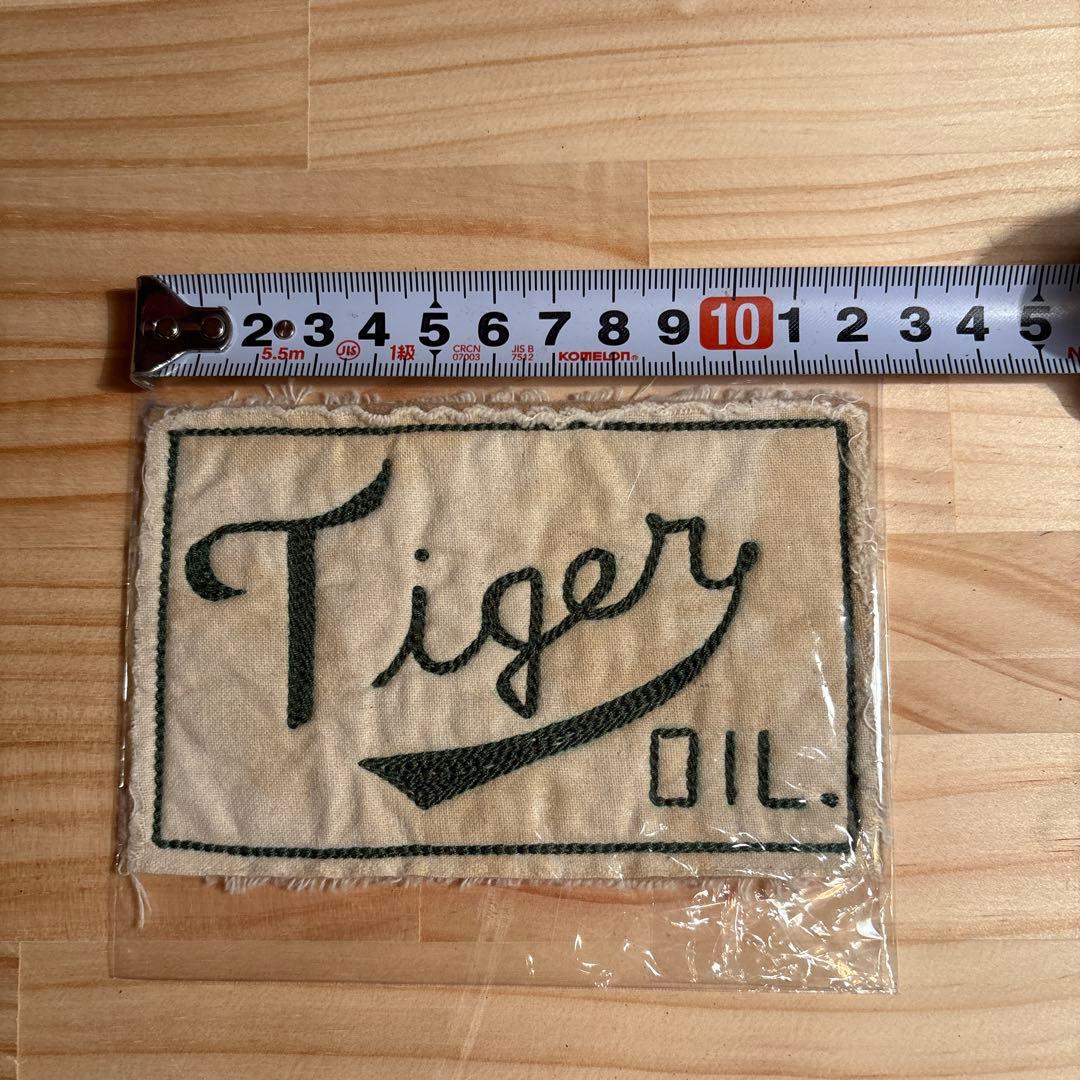 2 3 4 5 6 7 8 9 10 1 2 3 4 5
5.5m JIS 1級 CRCN 07003 JIS B 7512 KOMELON®
Tiger
OIL.